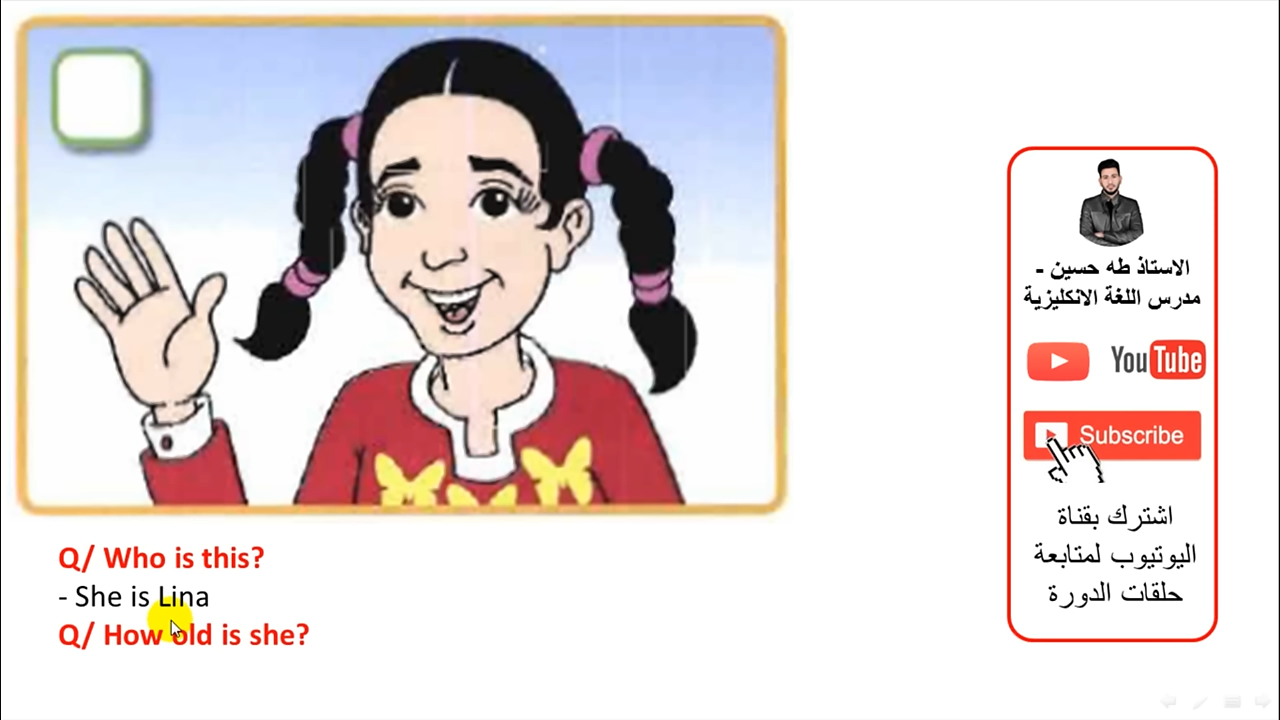 Q/ Who is this?
- She is Lina
Q/ How old is she?
الاستاذ طه حسين -
مدرس اللغة الانكليزية
YouTube
Subscribe
اشترك بقناة
اليوتيوب لمتابعة
حلقات الدورة